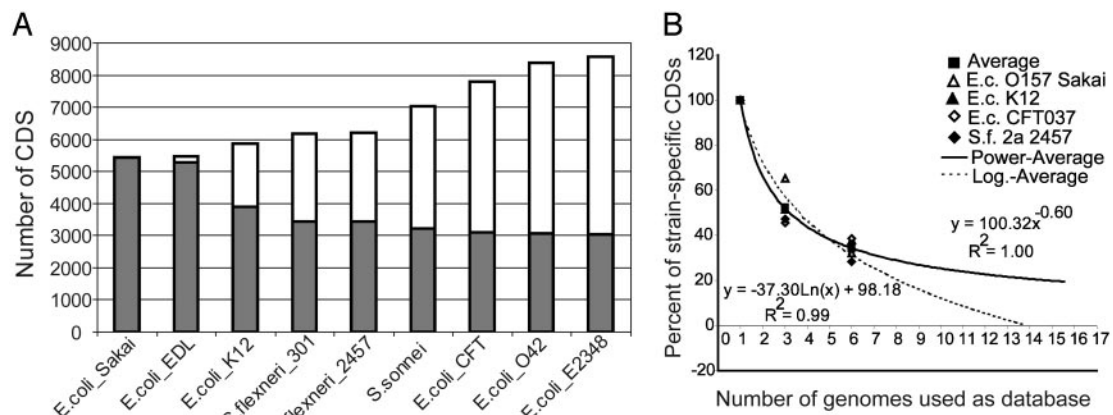 A
Number of CDS
9000
8000
7000
6000
5000
4000
3000
2000
1000
0
E.coli_Sakai
E.coli_EDL
E.coli_K12
flexneri_301
flexneri_2457
S.sonnei
E.coli_CFT
E.coli_O42
E.coli_E2348
B
Percent of strain-specific CDSs
120
100
80
60
40
20
0
-20
Average
E.c. O157 Sakai
E.c. K12
E.c. CFT037
S.f. 2a 2457
Power-Average
Log.-Average
y = 100.32x^-0.60
R^2 = 1.00
y = -37.30Ln(x) + 98.18
R^2 = 0.99
0 1 2 3 4 5 6 7 8 9 10 11 12 13 14 15 16 17
Number of genomes used as database